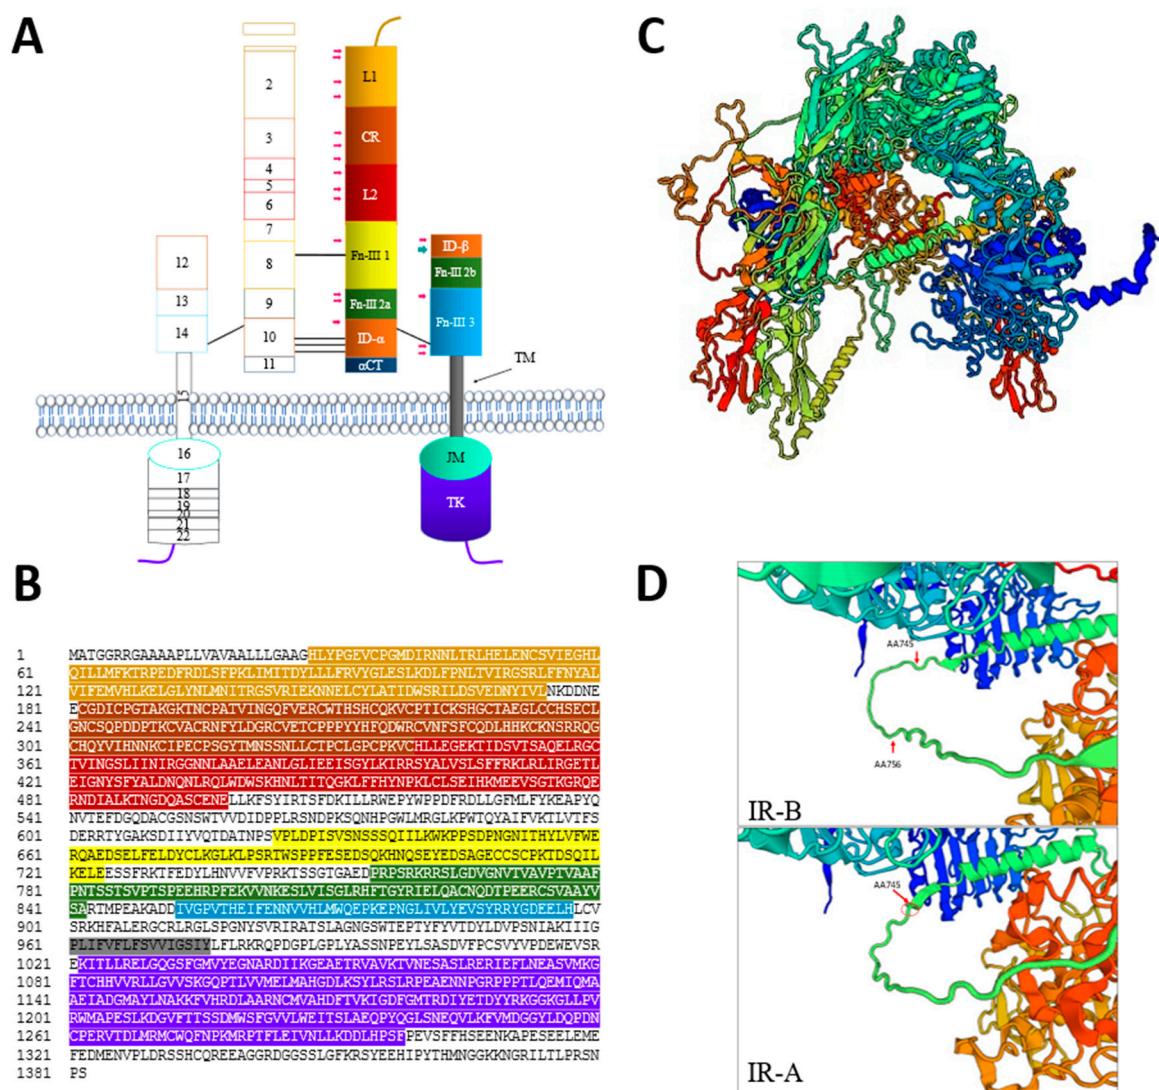 A
2
3
4
5
6
7
8
9
10
11
12
13
14
15
16
17
18
19
20
21
22
L1
CR
L2
Fn-III 1
Fn-III 2a
ID-α
αCT
ID-β
Fn-III 2b
Fn-III 3
TM
JM
TK
B
1 MATGGRRGAAAAPLLVAVAALLLGAAGHLYPGEVCPGMDIRNNLTRLHELENCSVIEGHL
61 QILLMFKTRPEDFRDLSFPKLIMITDYLLLFRVYGLESLKDLFPNLTVIRGSRLFFNYAL
121 VIFEMVHLKELGLYNLMNITRGSVRIEKNNELCYLATIDWSRILDSVEDNYIVLNKDDNE
181 ECGDICPGTAKGKTNCPATVINGQFVERCWTHSHCQKVCPTICKSHGCTAEGLCCHSECL
241 GNCSQPDDPTKCVACRNFYLDGRCVETCPPPYYHFQDWRCVNFSFCQDLHHKCKNSRRQG
301 CHQYVIHNNKCIPECPSGYTMNSSNLLCTPCLGPCPKVCHLLEGEKTIDSVTSAQELRGC
361 TVINGSLIINIRGGNNLAAELEANLGLIEEISGYLKIRRSYALVSLSFFRKLRLIRGETL
421 EIGNYSFYALDNQNLRQLWDWSKHNLTITQGKLFFHYNPKLCLSEIHKMEEVSGTKGRQE
481 RNDIALKTNGDQASCENELLKFSYIRTSFDKILLRWEPYWPPDFRDLLGFMLFYKEAPYQ
541 NVTEFDGQDACGSNSWTVVDIDPPLRSNDPKSQNHPGWLMRGLKPWTQYAIFVKTLVTFS
601 DERRTYGAKSDIIYVQTDATNPSVPLDPISVSNSSSQIILKWKPPSDPNGNITHYLVFWE
661 RQAEDSELFELDYCLKGLKLPSRTWSPPFESEDSQKHNQSEYEDSAGECCSCPKTDSQIL
721 KELEESSFRKTFEDYLHNVVFVPRKTSSGTGAEDPRPSRKRRSLGDVGNVTVAVPTVAAF
781 PNTSSTSVPTSPEEHRPFEKVVNKESLVISGLRHFTGYRIELQACNQDTPEERCSVAAYV
841 SARTMPEAKADDIVGPVTHEIFENNVVHLMWQEPKEPNGLIVLYEVSYRRYGDEELHLCV
901 SRKHFALERGCRLRGLSPGNYSVRIRATSLAGNGSWTEPTYFYVTDYLDVPSNIAKIIIG
961 PLIFVFLFSVVIGSIYLFLRKRQPDGPLGPLYASSNPEYLSASDVFPCSVYVPDEWEVSR
1021 EKITLLRELGQGSFGMVYEGNARDIIKGEAETRVAVKTVNESASLRERIEFLNEASVMKG
1081 FTCHHVVRLLGVVSKGQPTLVVMELMAHGDLKSYLRSLRPEAENNPGRPPPTLQEMIQMA
1141 AEIADGMAYLNAKKFVHRDLAARNCMVAHDFTVKIGDFGMTRDIYETDYYRKGGKGLLPV
1201 RWMAPESLKDGVFTTSSDMWSFGVVLWEITSLAEQPYQGLSNEQVLKFVMDGGYLDQPDN
1261 CPERVTDLMRMCWQFNPKMRPTFLEIVNLLKDDLHPSFPEVSFFHSEENKAPESEELEME
1321 FEDMENVPLDRSSHCQREEAGGRDGGSSLGFKRSYEEHIPYTHMNGGKKNGRILTLPRSN
1381 PS
C
D
AA745
AA756
IR-B
AA745
IR-A